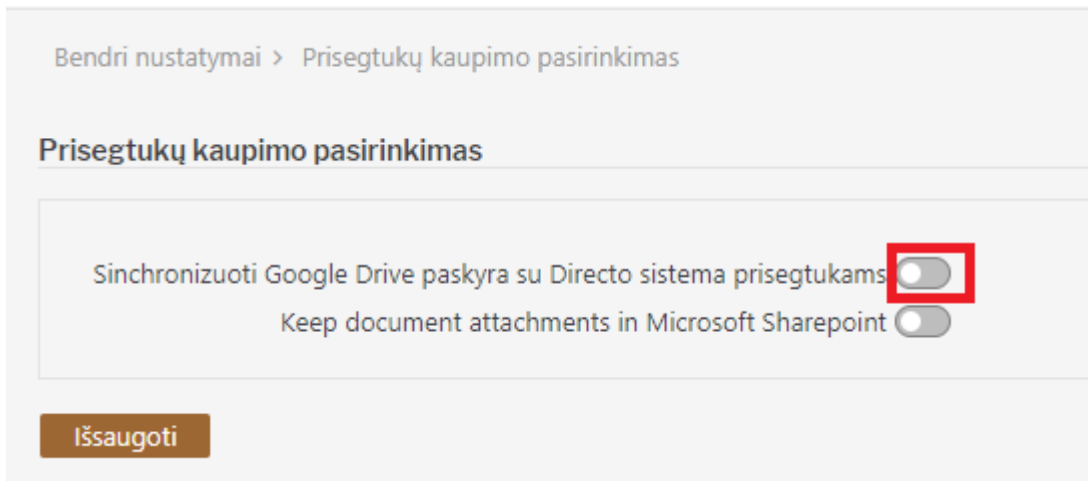 Bendri nustatymai > Prisegtukų kaupimo pasirinkimas
Prisegtukų kaupimo pasirinkimas
Sinchronizuoti Google Drive paskyra su Directo sistema prisegtukams
Keep document attachments in Microsoft Sharepoint
Išsaugoti